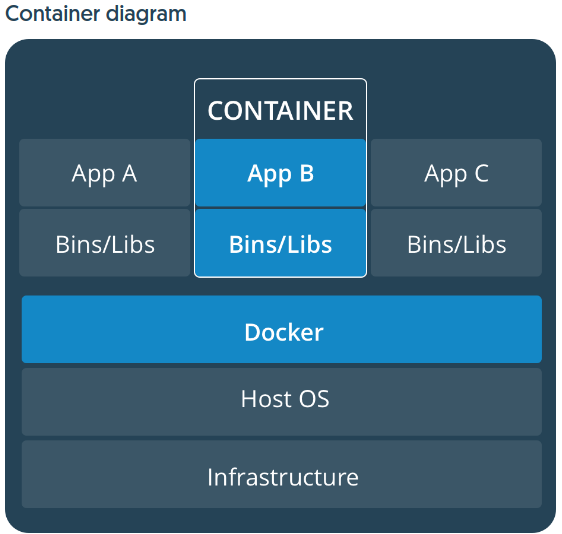 Container diagram
CONTAINER
App A
App B
App C
Bins/Libs
Bins/Libs
Bins/Libs
Docker
Host OS
Infrastructure